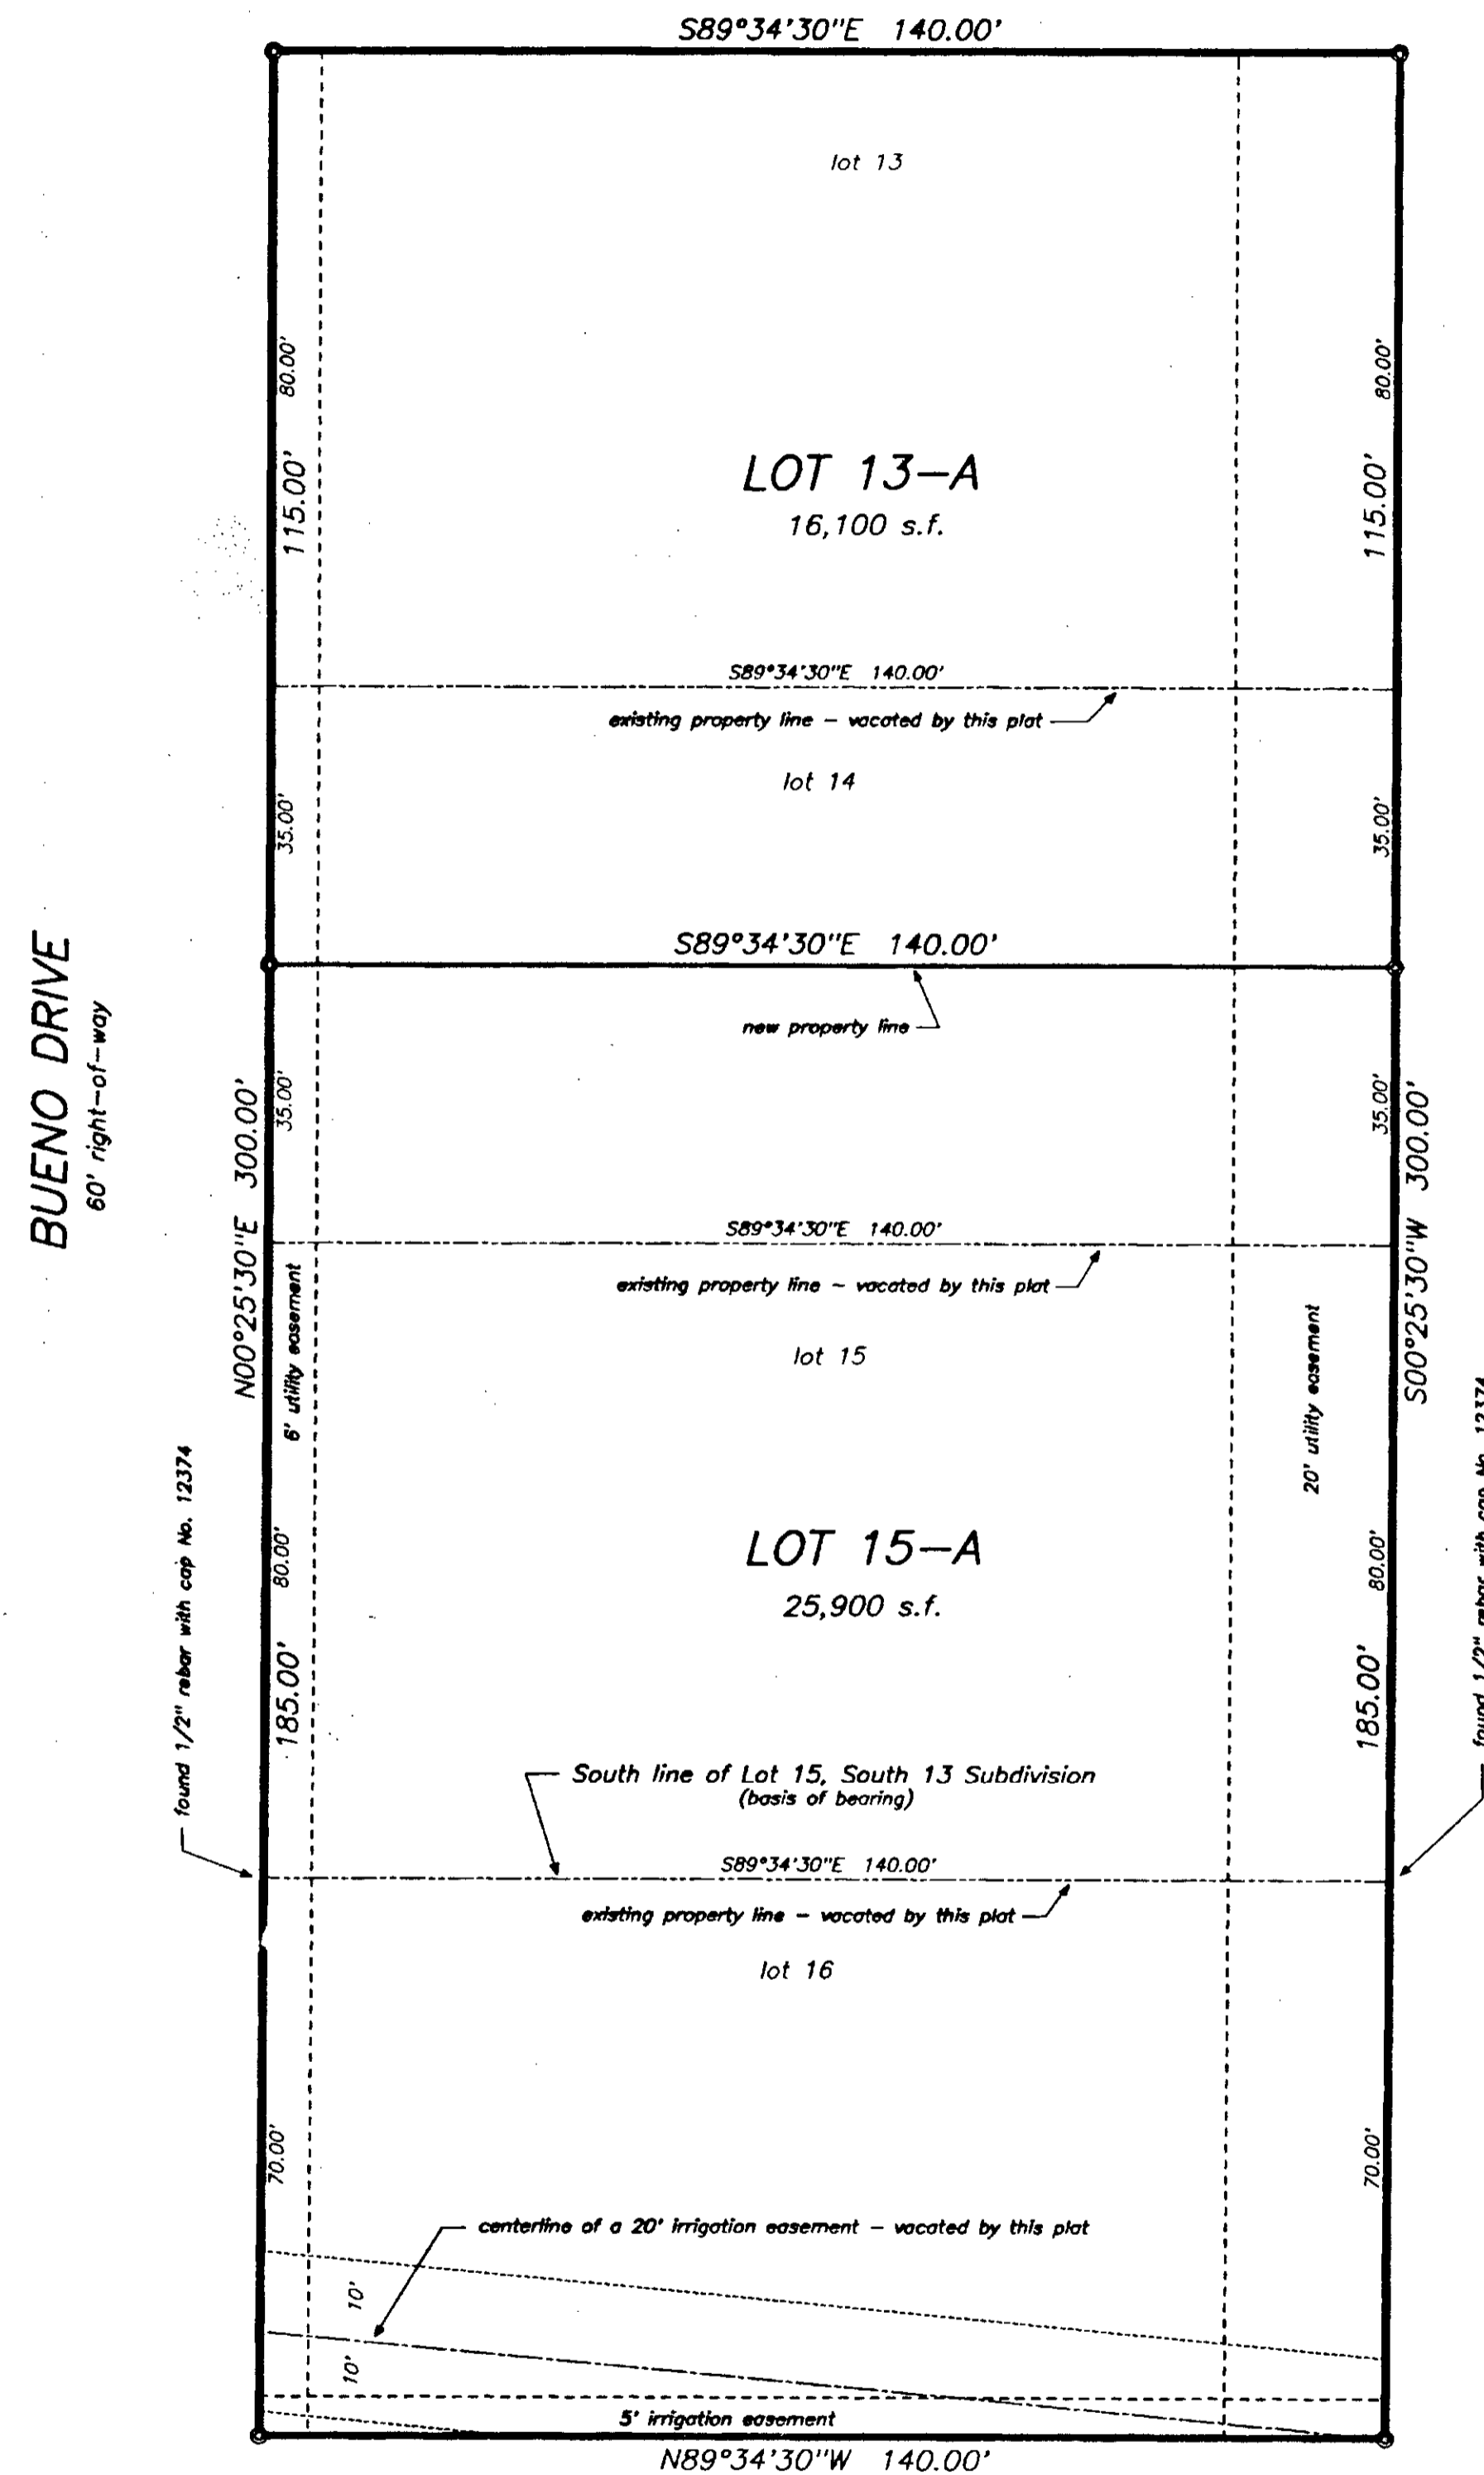 S89°34'30"E 140.00'
lot 13
80.00'
80.00'
115.00'
115.00'
LOT 13-A
16,100 s.f.
S89°34'30"E 140.00'
existing property line - vacated by this plat
lot 14
35.00'
35.00'
S89°34'30"E 140.00'
new property line
BUENO DRIVE
60' right-of-way
N00°25'30"E 300.00'
35.00'
35.00'
S00°25'30"W 300.00'
S89°34'30"E 140.00'
existing property line - vacated by this plat
6' utility easement
lot 15
20' utility easement
found 1/2" rebar with cap No. 12374
found 1/2" rebar with cap No. 12374
80.00'
80.00'
LOT 15-A
25,900 s.f.
185.00'
185.00'
South line of Lot 15, South 13 Subdivision
(basis of bearing)
S89°34'30"E 140.00'
existing property line - vacated by this plat
lot 16
70.00'
70.00'
centerline of a 20' irrigation easement - vacated by this plat
10'
10'
5' irrigation easement
N89°34'30"W 140.00'